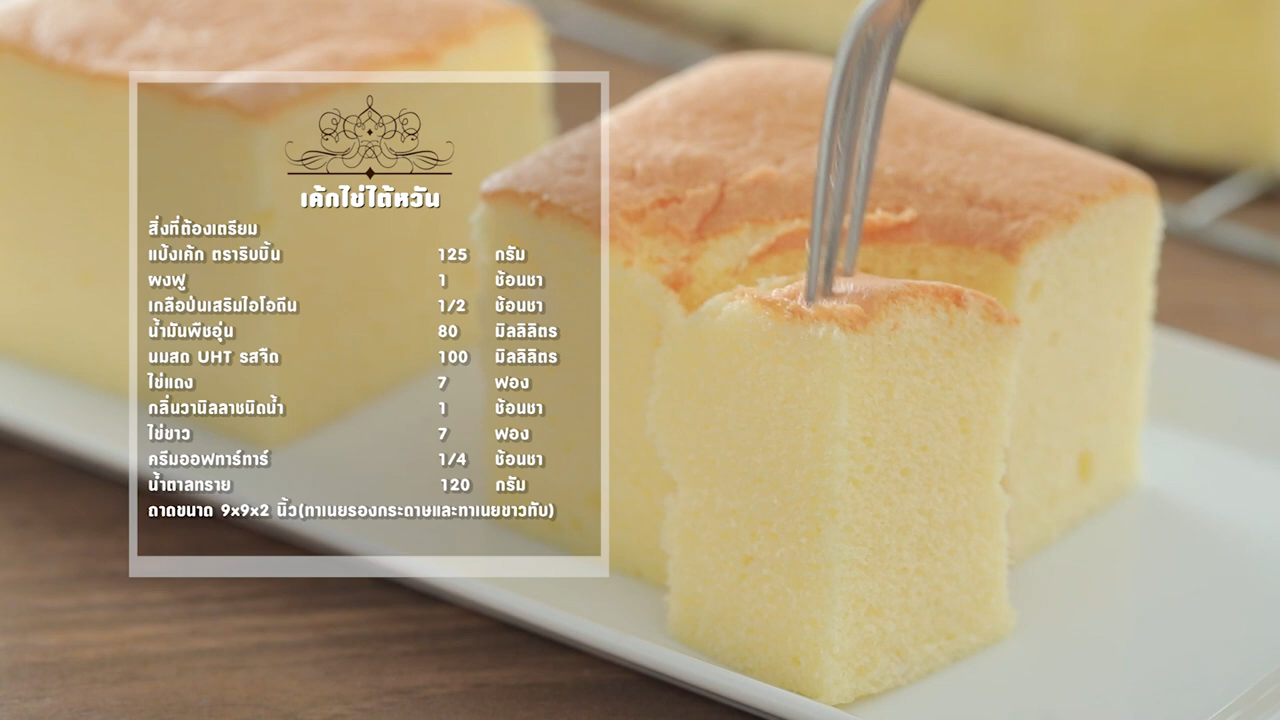 เค้กไข่ไต้หวัน
สิ่งที่ต้องเตรียม
แป้งเค้ก ตราริบบิ้น 125 กรัม
ผงฟู 1 ช้อนชา
เกลือป่นเสริมไอโอดีน 1/2 ช้อนชา
น้ำมันพืชอุ่น 80 มิลลิลิตร
นมสด UHT รสจืด 100 มิลลิลิตร
ไข่แดง 7 ฟอง
กลิ่นวานิลลาชนิดน้ำ 1 ช้อนชา
ไข่ขาว 7 ฟอง
ครีมออฟทาร์ทาร์ 1/4 ช้อนชา
น้ำตาลทราย 120 กรัม
ถาดขนาด 9x9x2 นิ้ว(ทาเนยรองกระดาษและทาเนยขาวทับ)